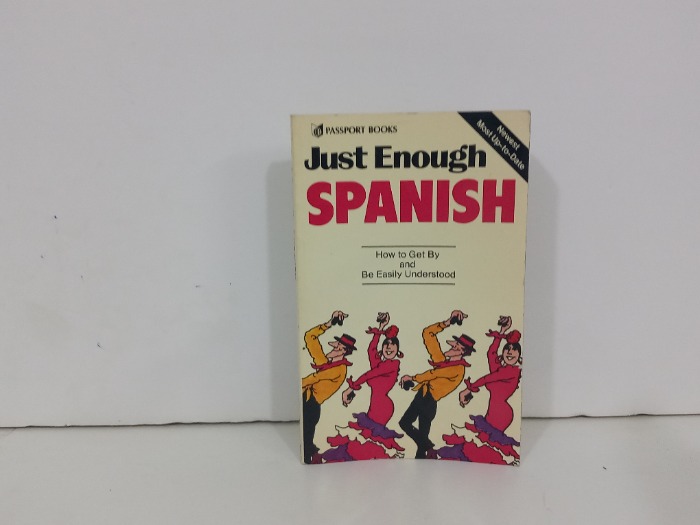 PASSPORT BOOKS
Newest
Most Up-to-Date
Just Enough
SPANISH
How to Get By
and
Be Easily Understood